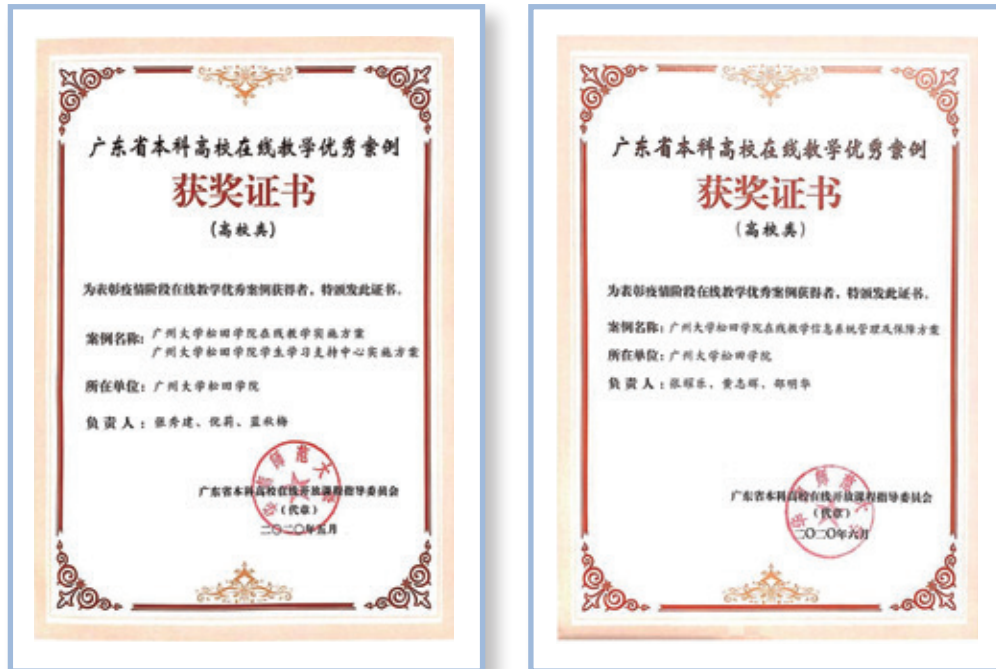 广东省本科高校在线教学优秀案例
获奖证书
(高校类)
为表彰疫情阶段在线教学优秀案例获得者，特颁发此证书。
案例名称：广州大学松田学院在线教学实施方案
广州大学松田学院学生学习支持中心实施方案
所在单位：广州大学松田学院
负责人：张秀建、倪莉、蓝秋梅
广东省本科高校在线开放课程指导委员会
(代章)
二〇二〇年五月
广东省本科高校在线教学优秀案例
获奖证书
(高校类)
为表彰疫情阶段在线教学优秀案例获得者，特颁发此证书。
案例名称：广州大学松田学院在线教学信息系统管理及保障方案
所在单位：广州大学松田学院
负责人：张耀乐、黄志辉、邵明华
广东省本科高校在线开放课程指导委员会
(代章)
二〇二〇年六月